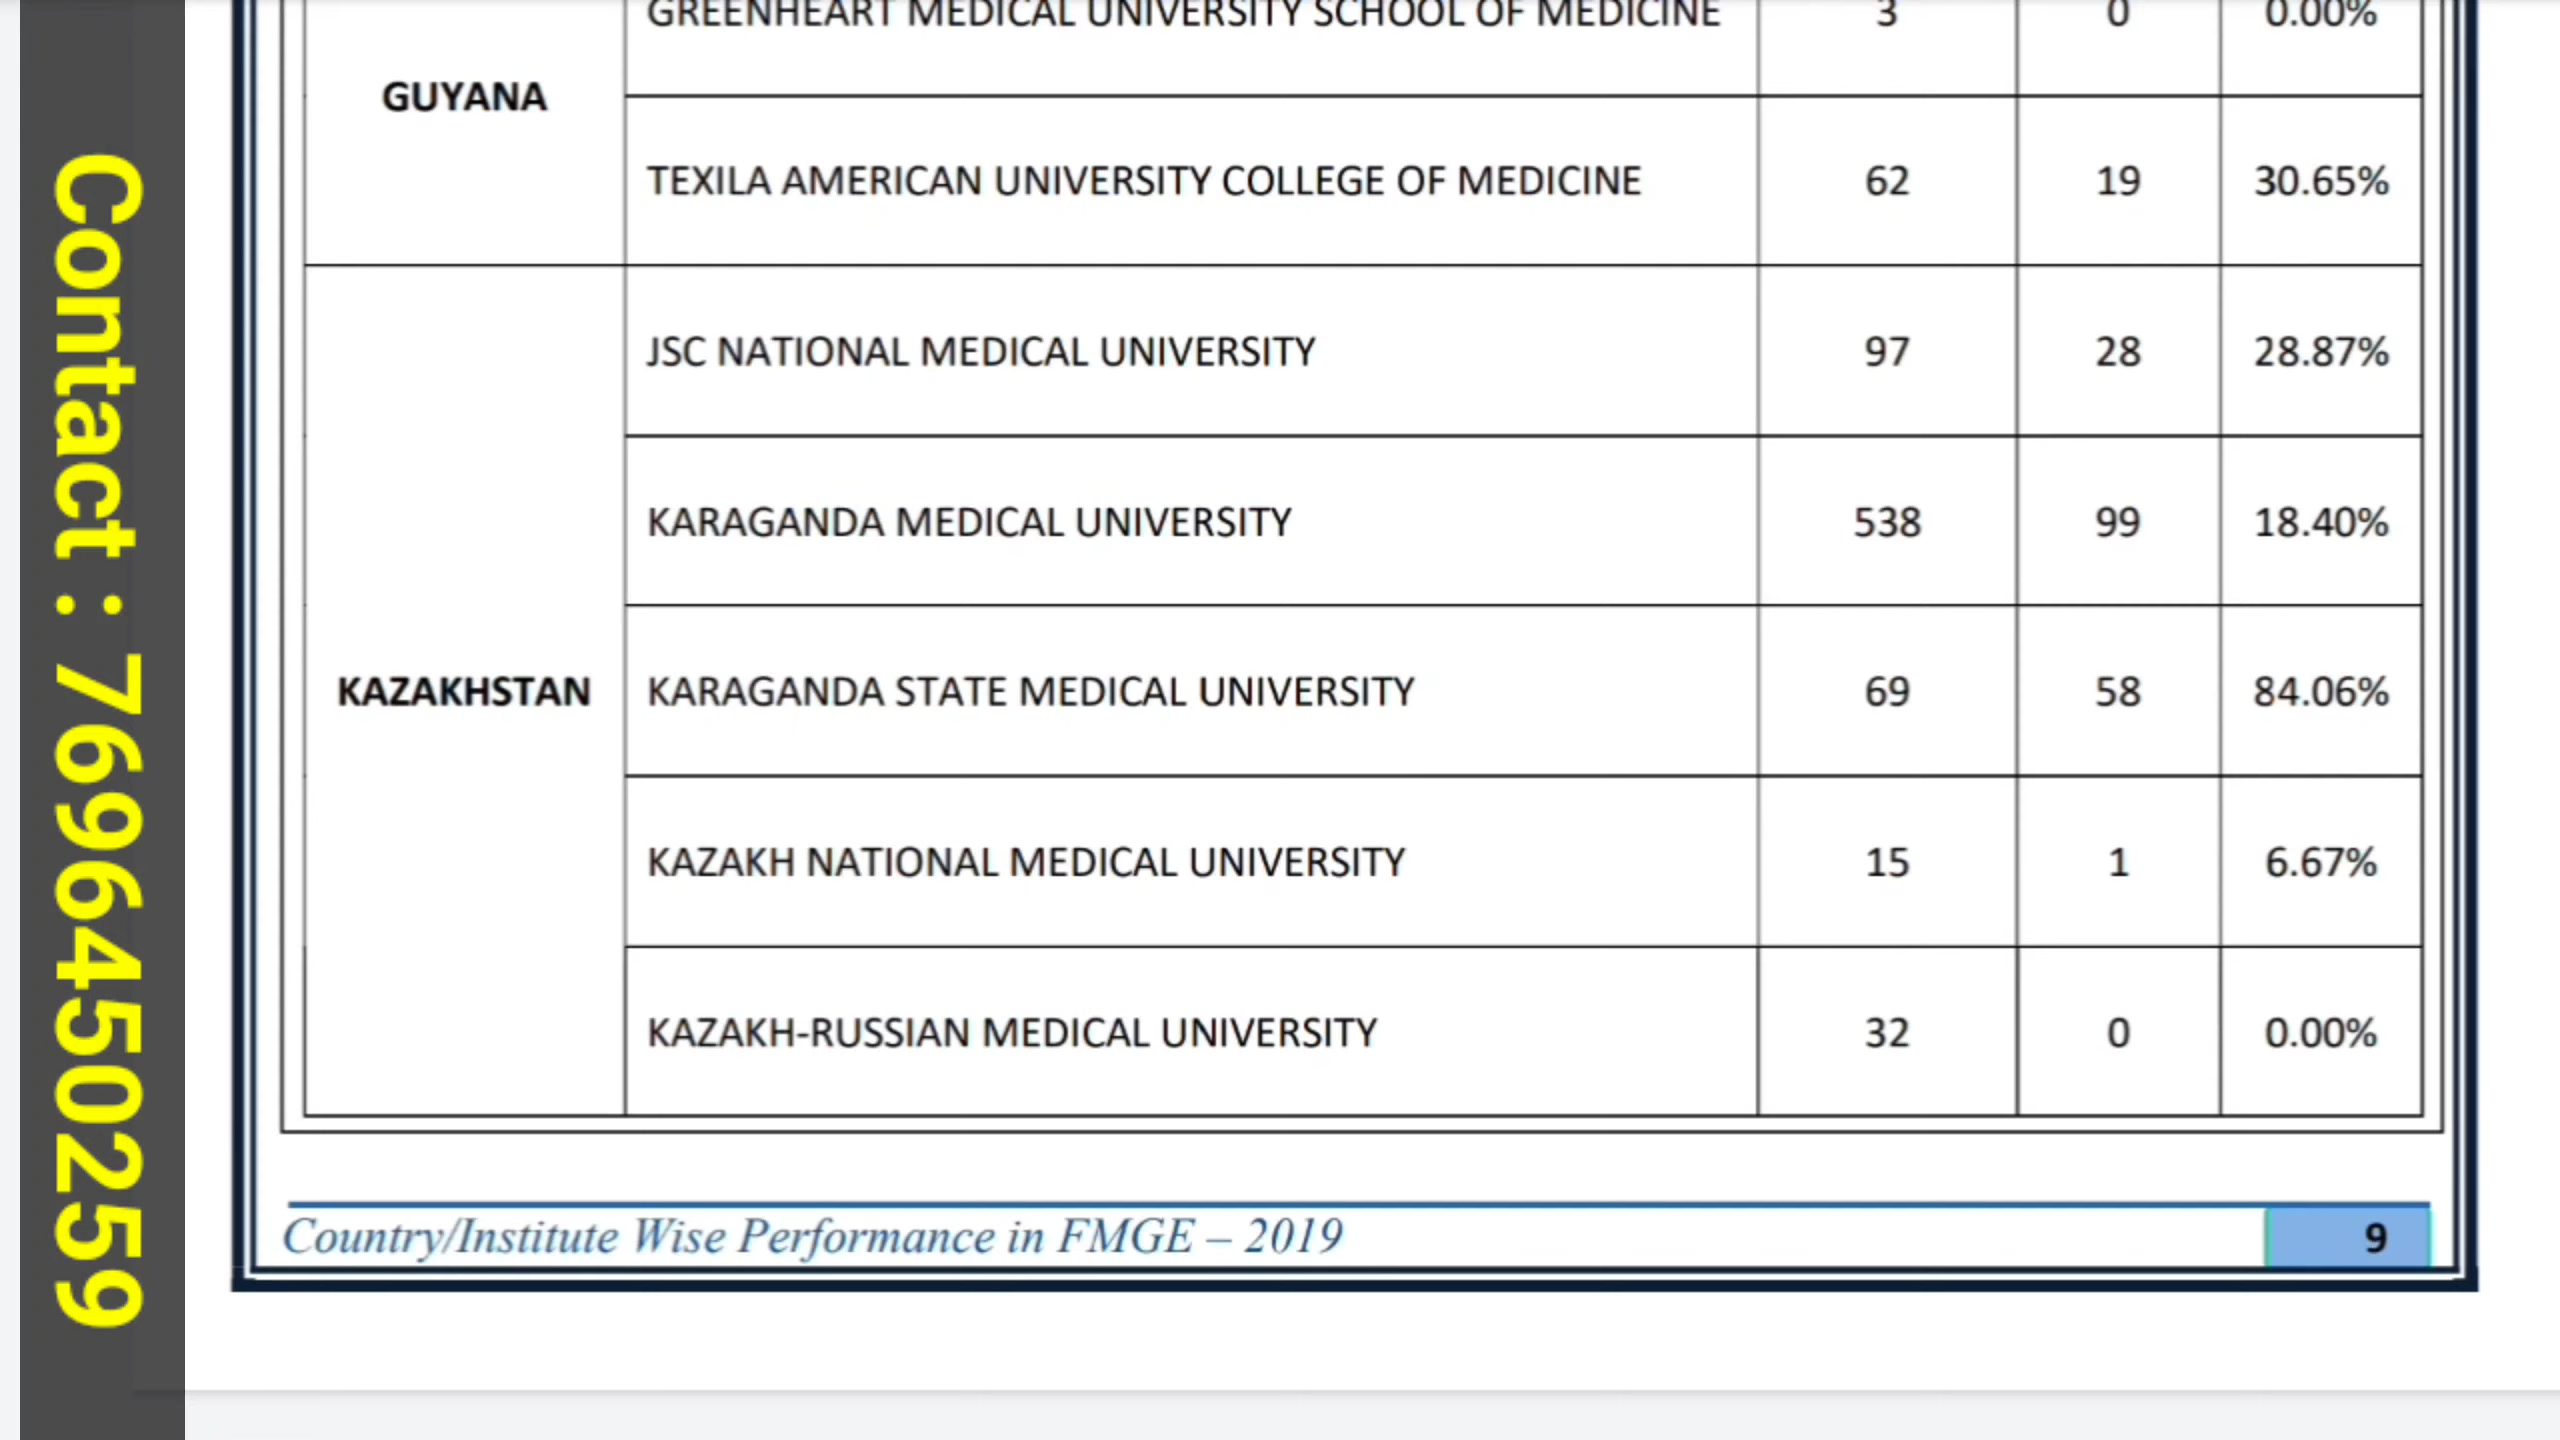 Contact : 7696450259
GREENHEART MEDICAL UNIVERSITY SCHOOL OF MEDICINE 3 0 0.00%
GUYANA
TEXILA AMERICAN UNIVERSITY COLLEGE OF MEDICINE 62 19 30.65%
JSC NATIONAL MEDICAL UNIVERSITY 97 28 28.87%
KARAGANDA MEDICAL UNIVERSITY 538 99 18.40%
KAZAKHSTAN KARAGANDA STATE MEDICAL UNIVERSITY 69 58 84.06%
KAZAKH NATIONAL MEDICAL UNIVERSITY 15 1 6.67%
KAZAKH-RUSSIAN MEDICAL UNIVERSITY 32 0 0.00%
Country/Institute Wise Performance in FMGE – 2019 9